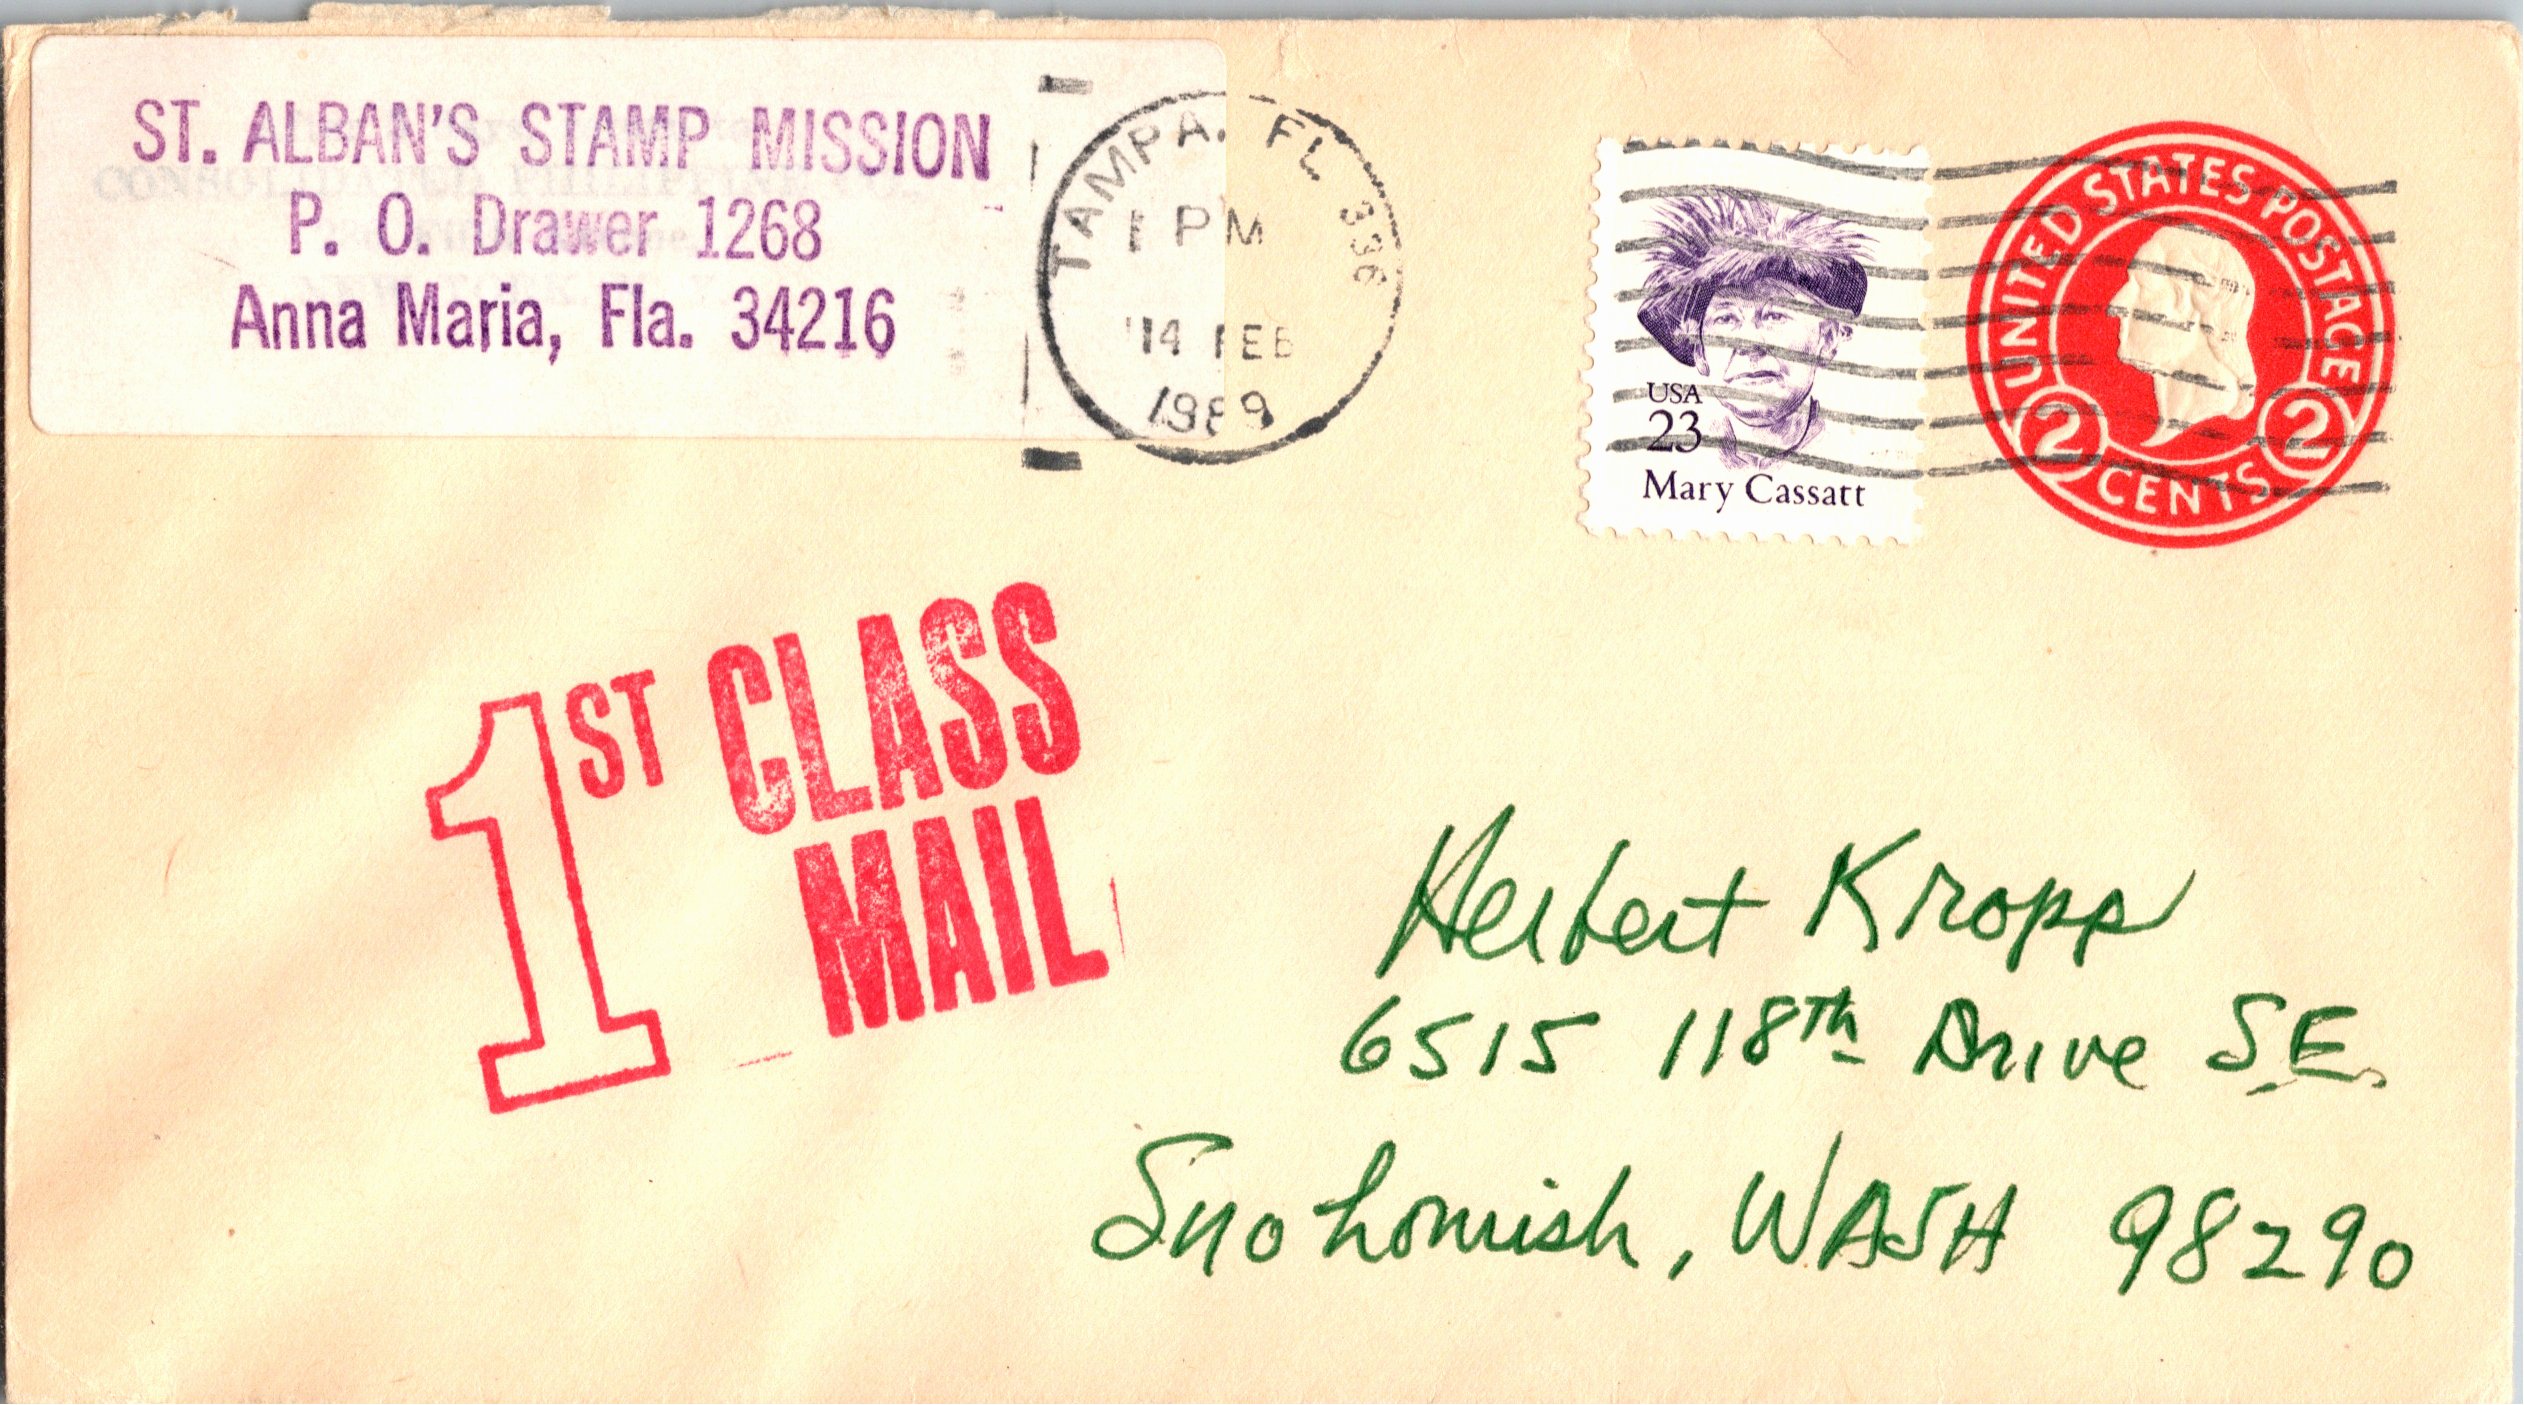 ST. ALBAN'S STAMP MISSION
P. O. Drawer 1268
Anna Maria, Fla. 34216
TAMPA, FL 336
PM
14 FEB
1989
USA
23
Mary Cassatt
UNITED STATES POSTAGE
2 CENTS 2
1ST CLASS
MAIL
Herbert Kropp
6515 118th Drive S.E.
Snohomish, WASH 98290